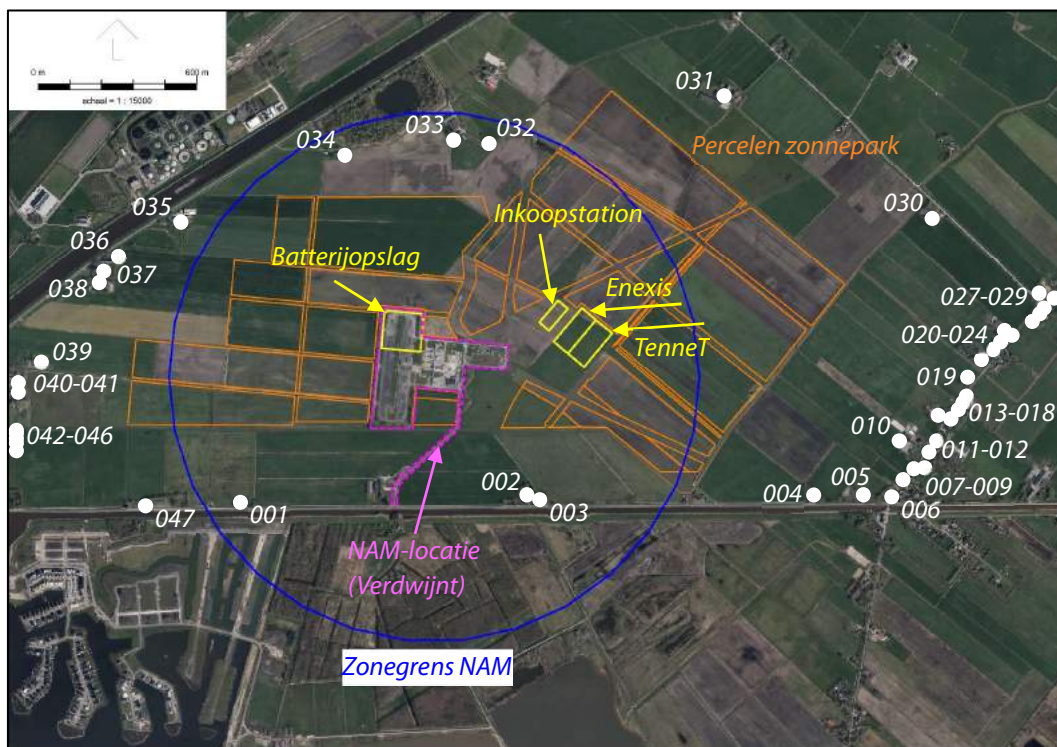 0 m
600 m
schaal = 1 : 15000
031
033
032
034
Percelen zonnepark
Inkoopstation
035
030
Batterijopslag
036
037
038
Enexis
027-029
020-024
TenneT
039
019
040-041
013-018
010
042-046
011-012
002
005
004
007-009
047
001
003
006
NAM-locatie
(Verdwijnt)
Zonegrens NAM